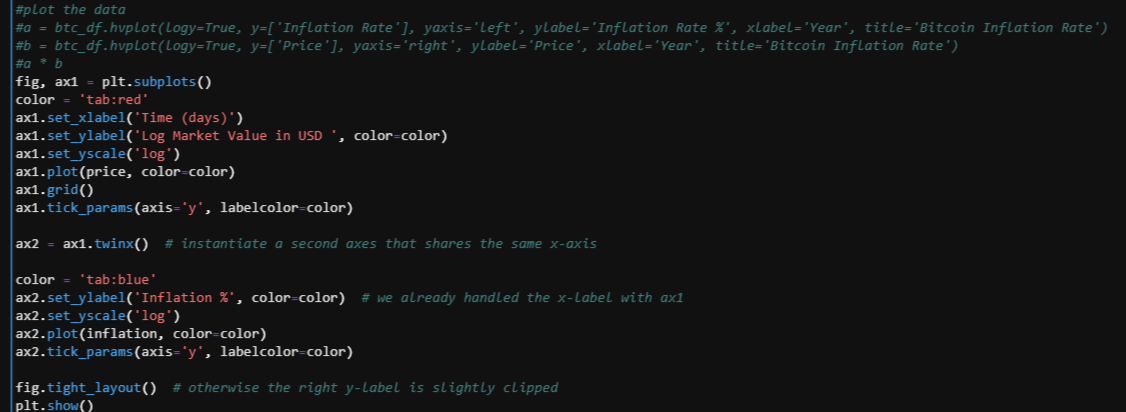 #plot the data
#a = btc_df.hvplot(logy=True, y=['Inflation Rate'], yaxis='left', ylabel='Inflation Rate %', xlabel='Year', title='Bitcoin Inflation Rate')
#b = btc_df.hvplot(logy=True, y=['Price'], yaxis='right', ylabel='Price', xlabel='Year', title='Bitcoin Inflation Rate')
#a * b
fig, ax1 = plt.subplots()
color = 'tab:red'
ax1.set_xlabel('Time (days)')
ax1.set_ylabel('Log Market Value in USD ', color=color)
ax1.set_yscale('log')
ax1.plot(price, color=color)
ax1.grid()
ax1.tick_params(axis='y', labelcolor=color)
ax2 = ax1.twinx()  # instantiate a second axes that shares the same x-axis
color = 'tab:blue'
ax2.set_ylabel('Inflation %', color=color)  # we already handled the x-label with ax1
ax2.set_yscale('log')
ax2.plot(inflation, color=color)
ax2.tick_params(axis='y', labelcolor=color)
fig.tight_layout()  # otherwise the right y-label is slightly clipped
plt.show()